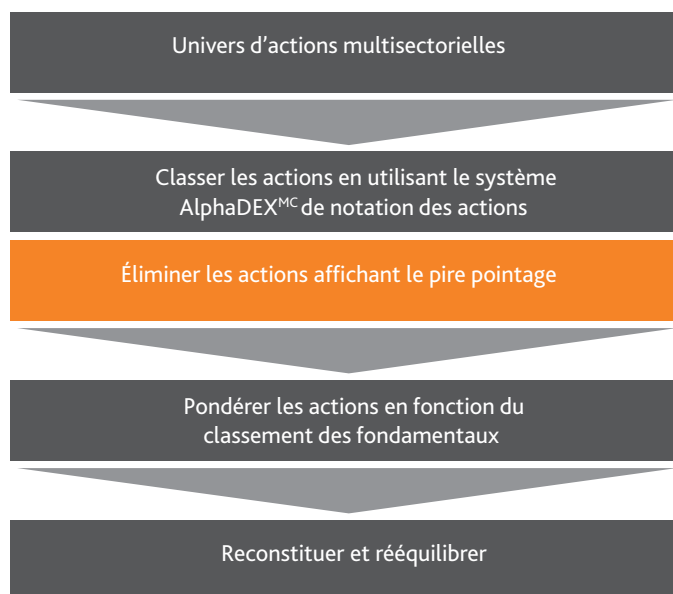 Univers d’actions multisectorielles
Classer les actions en utilisant le système
AlphaDEXᴹᶜ de notation des actions
Éliminer les actions affichant le pire pointage
Pondérer les actions en fonction du
classement des fondamentaux
Reconstituer et rééquilibrer